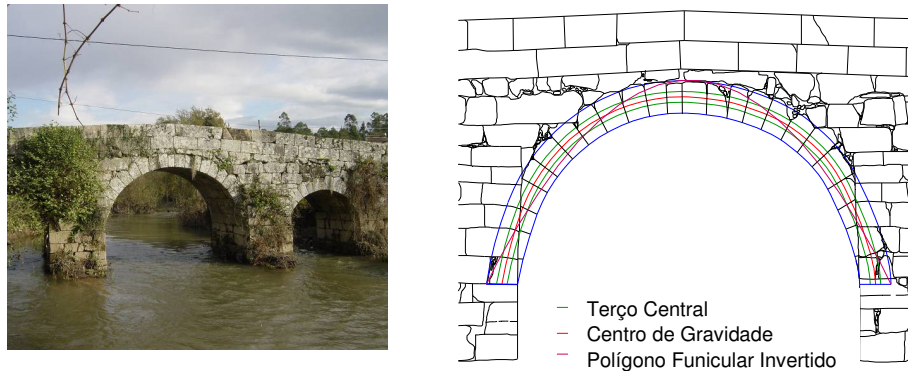 Terço Central
Centro de Gravidade
Polígono Funicular Invertido